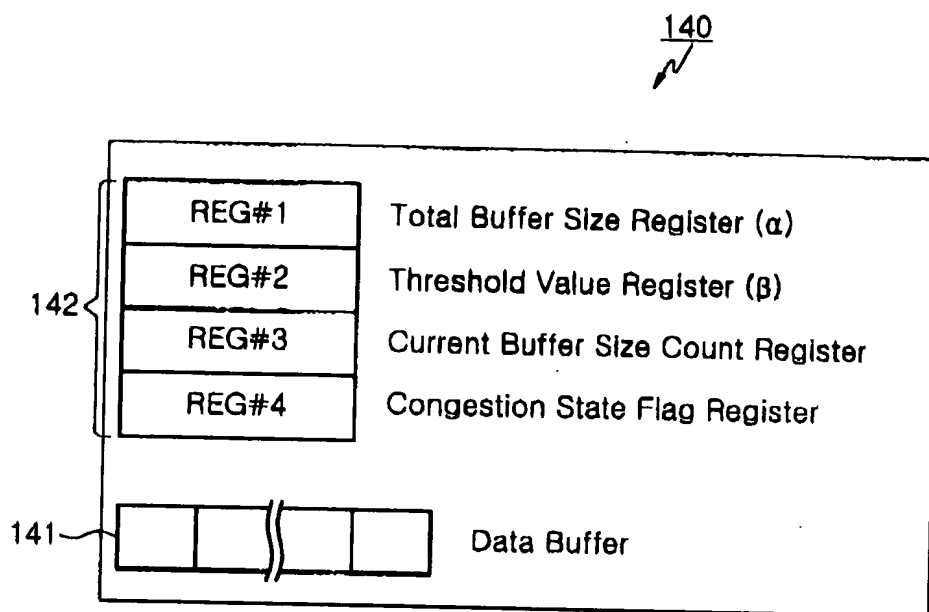 140
142
REG#1 Total Buffer Size Register (α)
REG#2 Threshold Value Register (β)
REG#3 Current Buffer Size Count Register
REG#4 Congestion State Flag Register
141 Data Buffer